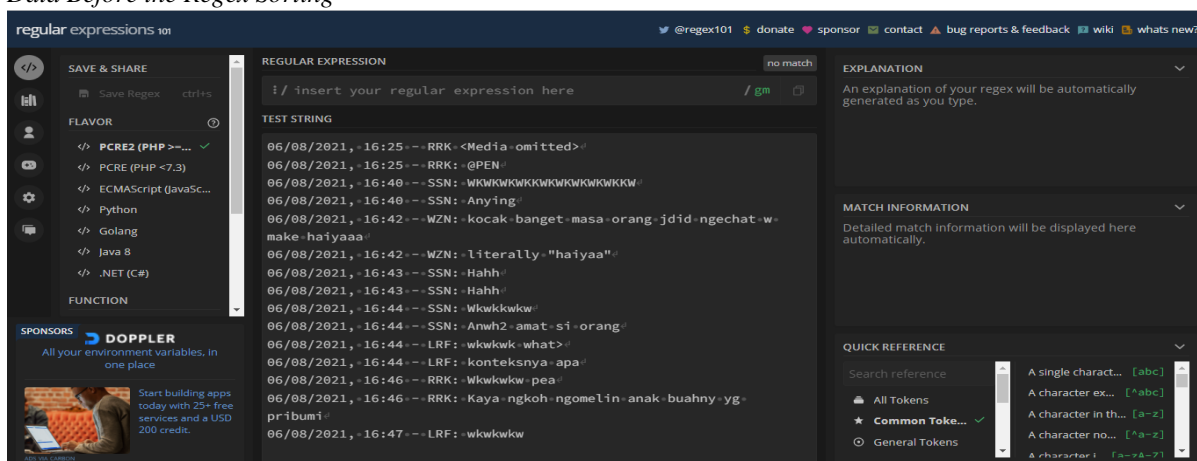 Data Before the Regex Sorting
regular expressions 101
@regex101 $ donate sponsor contact bug reports & feedback wiki whats new?
SAVE & SHARE
Save Regex ctrl+s
FLAVOR
</> PCRE2 (PHP >=...
</> PCRE (PHP <7.3)
</> ECMAScript (JavaSc...
</> Python
</> Golang
</> Java 8
</> .NET (C#)
FUNCTION
SPONSORS
DOPPLER
All your environment variables, in
one place
Start building apps
today with 25+ free
services and a USD
200 credit.
ADS VIA CARBON
REGULAR EXPRESSION
no match
/ insert your regular expression here / gm
TEST STRING
06/08/2021, 16:25 - RRK <Media omitted>
06/08/2021, 16:25 - RRK: @PEN
06/08/2021, 16:40 - SSN: WKWKWKWKKWKWKWKWKWKKW
06/08/2021, 16:40 - SSN: Anying
06/08/2021, 16:42 - WZN: kocak banget masa orang jdid ngechat w
make haiyaaa
06/08/2021, 16:42 - WZN: literally "haiyaa"
06/08/2021, 16:43 - SSN: Hahh
06/08/2021, 16:43 - SSN: Hahh
06/08/2021, 16:44 - SSN: Wkwkkwkw
06/08/2021, 16:44 - SSN: Anwh2 amat si orang
06/08/2021, 16:44 - LRF: wkwkwk what>
06/08/2021, 16:44 - LRF: konteksnya apa
06/08/2021, 16:46 - RRK: Wkwkwkw pea
06/08/2021, 16:46 - RRK: Kaya ngkoh ngomelin anak buahny yg
pribumi
06/08/2021, 16:47 - LRF: wkwkwkw
EXPLANATION
An explanation of your regex will be automatically
generated as you type.
MATCH INFORMATION
Detailed match information will be displayed here
automatically.
QUICK REFERENCE
Search reference
All Tokens
Common Toke...
General Tokens
A single charact... [abc]
A character ex... [^abc]
A character in th... [a-z]
A character no... [^a-z]
A character i... [a-zA-Z]